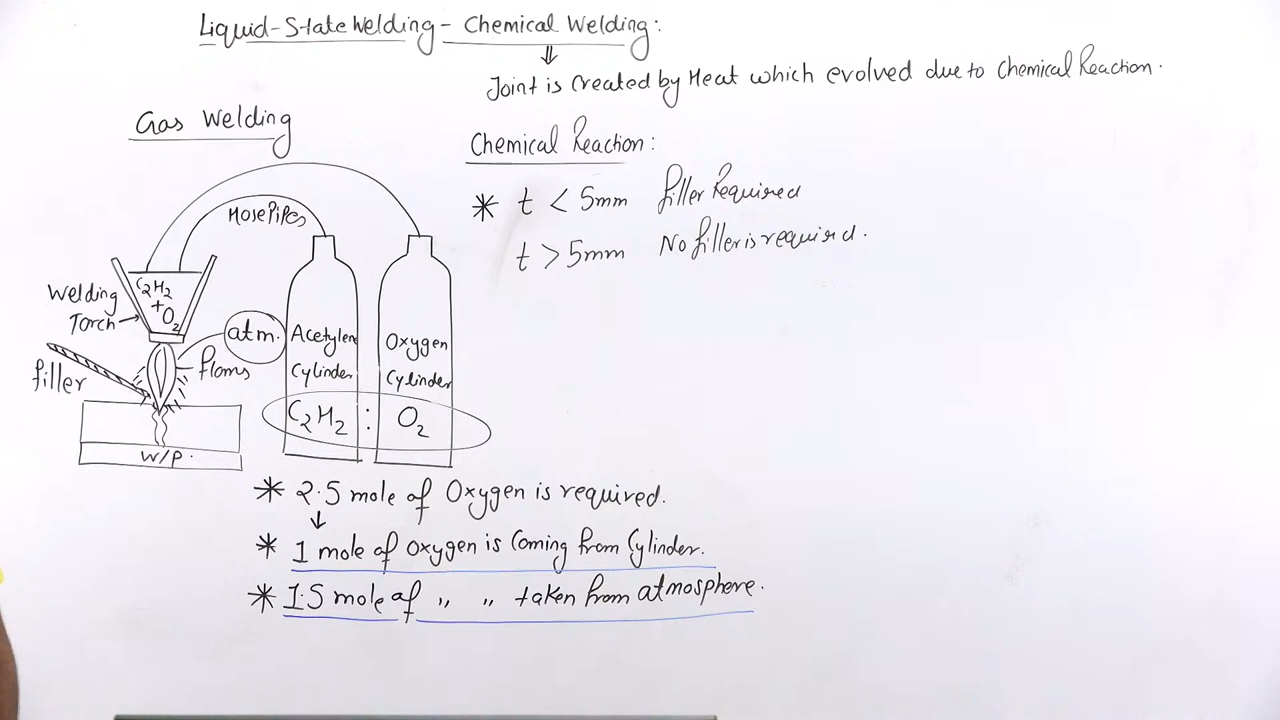 Liquid-State Welding - Chemical Welding:
Joint is Created by Heat which evolved due to Chemical Reaction.
Gas Welding
Chemical Reaction:
* t < 5mm filler Required
t > 5mm No filler is required.
Hose Pipes
C2H2
+
O2
Welding
Torch
atm.
flams
filler
W/P.
Acetylene
Cylinder
Oxygen
Cylinder
C2H2 : O2
* 2.5 mole of Oxygen is required.
* 1 mole of oxygen is Coming from Cylinder.
* 1.5 mole of ,, ,, taken from atmosphere.